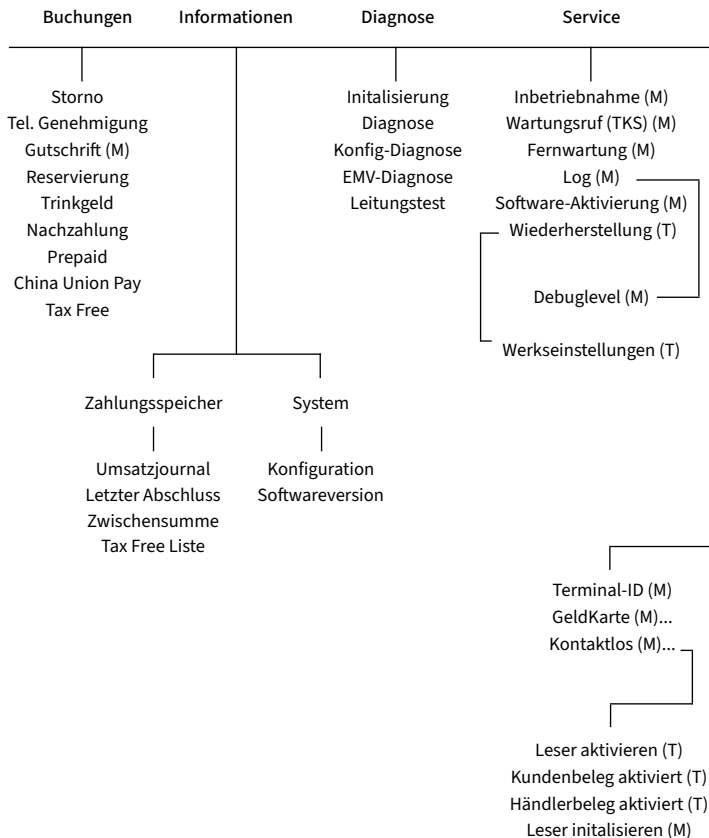 Buchungen
Informationen
Diagnose
Service
Storno
Tel. Genehmigung
Gutschrift (M)
Reservierung
Trinkgeld
Nachzahlung
Prepaid
China Union Pay
Tax Free
Initalisierung
Diagnose
Konfig-Diagnose
EMV-Diagnose
Leitungstest
Inbetriebnahme (M)
Wartungsruf (TKS) (M)
Fernwartung (M)
Log (M)
Software-Aktivierung (M)
Wiederherstellung (T)
Debuglevel (M)
Werkseinstellungen (T)
Zahlungsspeicher
System
Umsatzjournal
Letzter Abschluss
Zwischensumme
Tax Free Liste
Konfiguration
Softwareversion
Terminal-ID (M)
GeldKarte (M)...
Kontaktlos (M)...
Leser aktivieren (T)
Kundenbeleg aktiviert (T)
Händlerbeleg aktiviert (T)
Leser initalisieren (M)